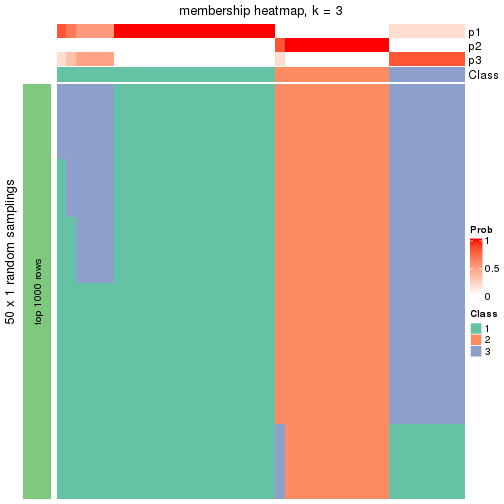 membership heatmap, k = 3
p1
p2
p3
Class
50 x 1 random samplings
top 1000 rows
Prob
1
0.5
0
Class
1
2
3